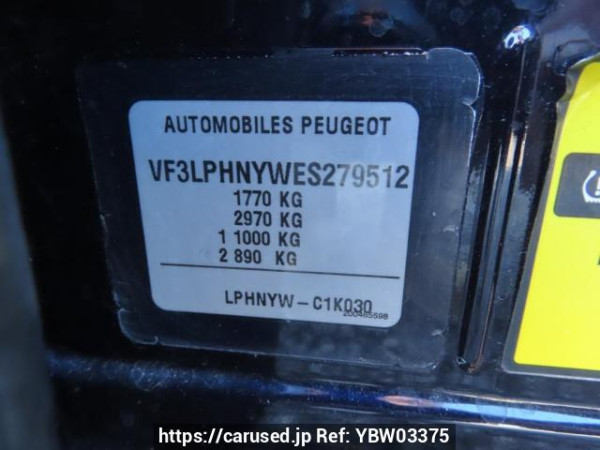 AUTOMOBILES PEUGEOT
VF3LPHNYWES279512
1770 KG
2970 KG
1 1000 KG
2 890 KG
LPHNYW-C1K030
200465598
https://carused.jp Ref: YBW03375